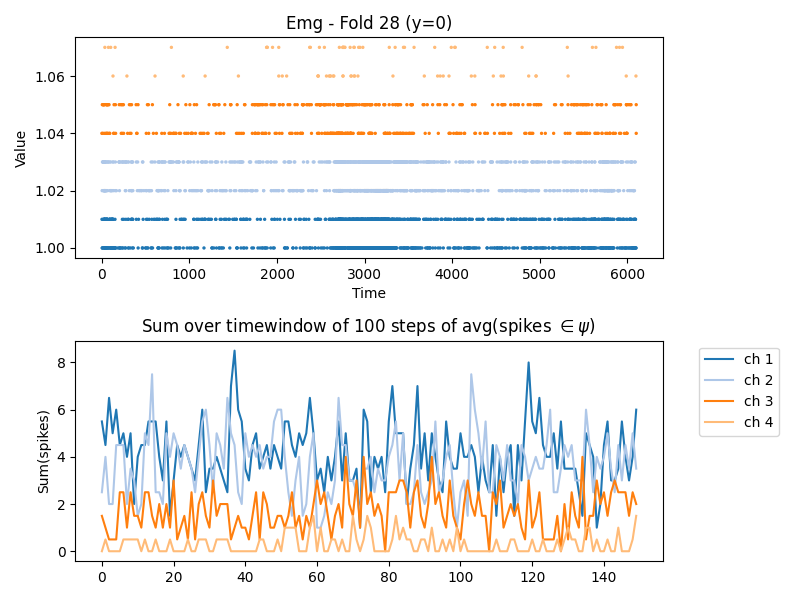 Emg - Fold 28 (y=0)
Value
1.06
1.04
1.02
1.00
0 1000 2000 3000 4000 5000 6000
Time
Sum over timewindow of 100 steps of avg(spikes ∈ ψ)
Sum(spikes)
8
6
4
2
0
0 20 40 60 80 100 120 140
ch 1
ch 2
ch 3
ch 4